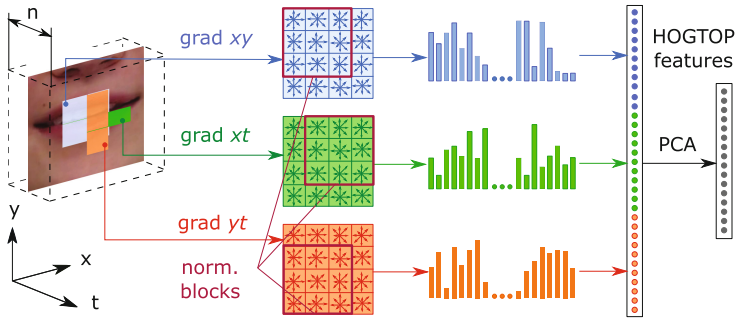 n
grad xy
grad xt
grad yt
norm.
blocks
y
x
t
HOGTOP
features
PCA